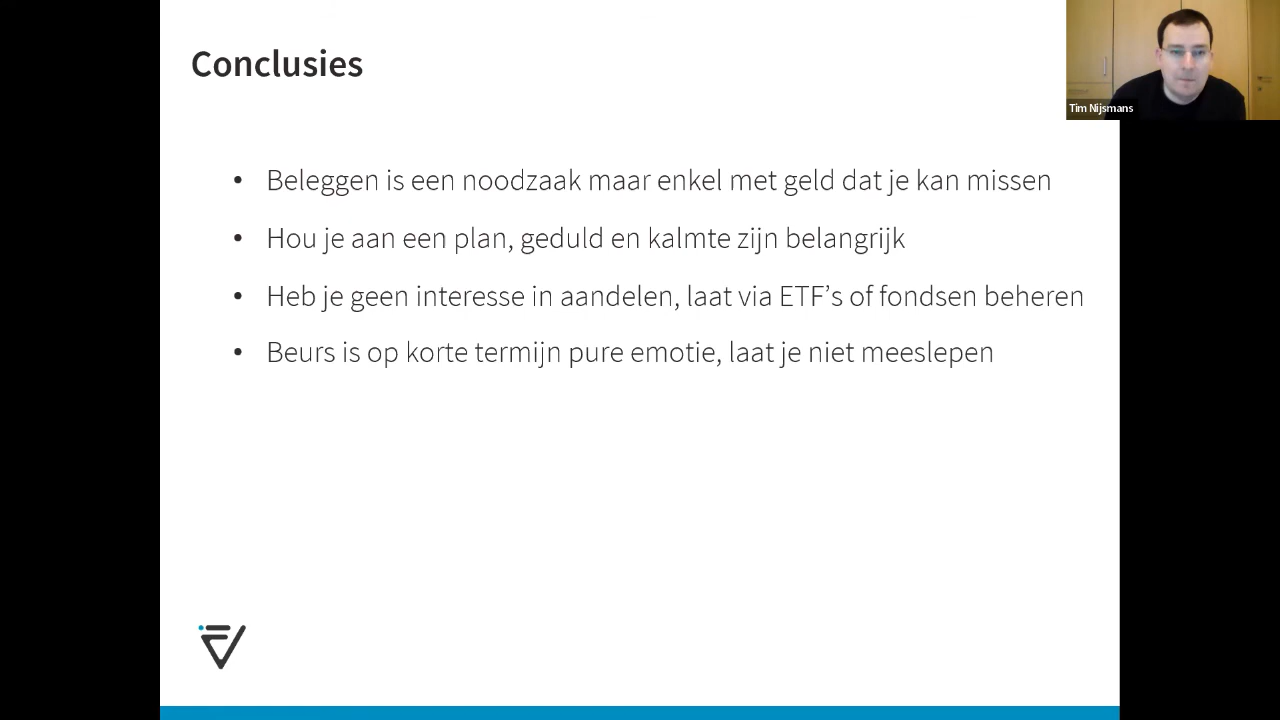 Conclusies
Tim Nijsmans
• Beleggen is een noodzaak maar enkel met geld dat je kan missen
• Hou je aan een plan, geduld en kalmte zijn belangrijk
• Heb je geen interesse in aandelen, laat via ETF’s of fondsen beheren
• Beurs is op korte termijn pure emotie, laat je niet meeslepen